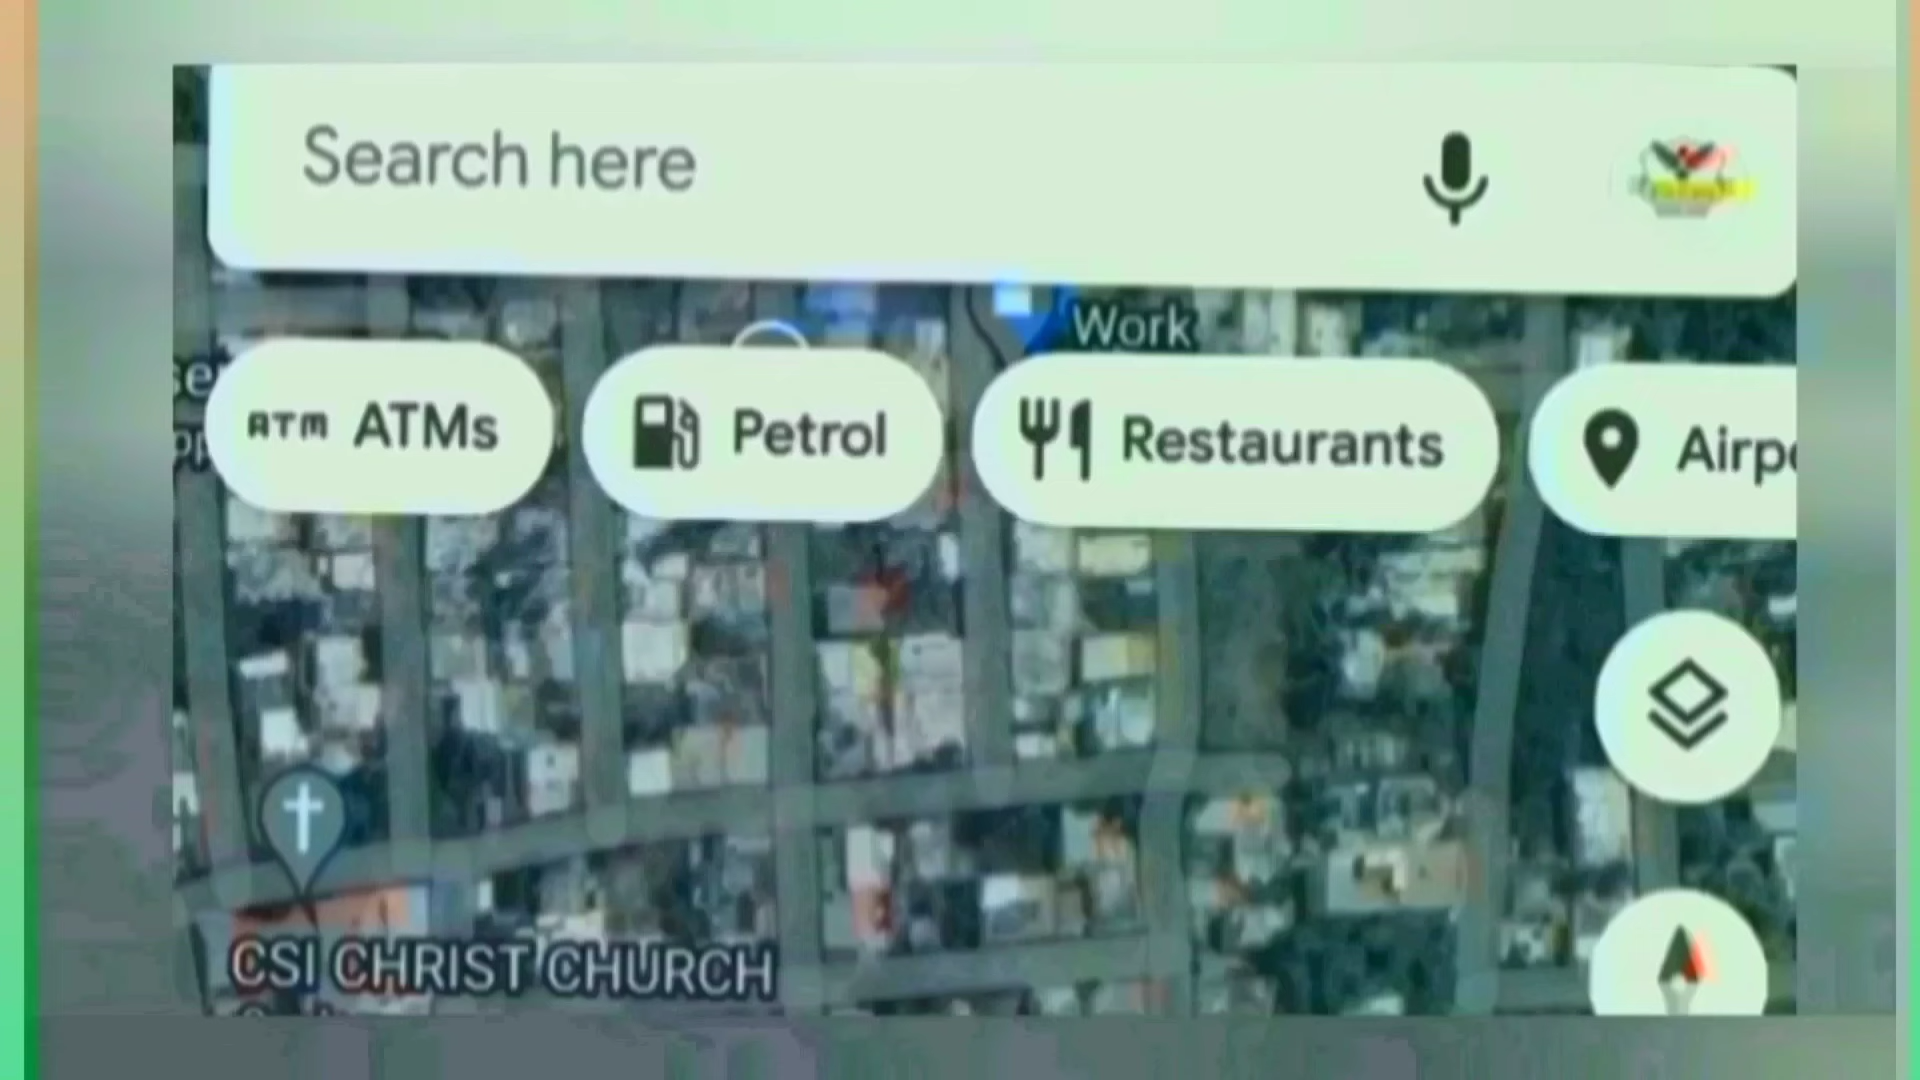 Search here
Work
ATM ATMs
Petrol
Restaurants
CSI CHRIST CHURCH